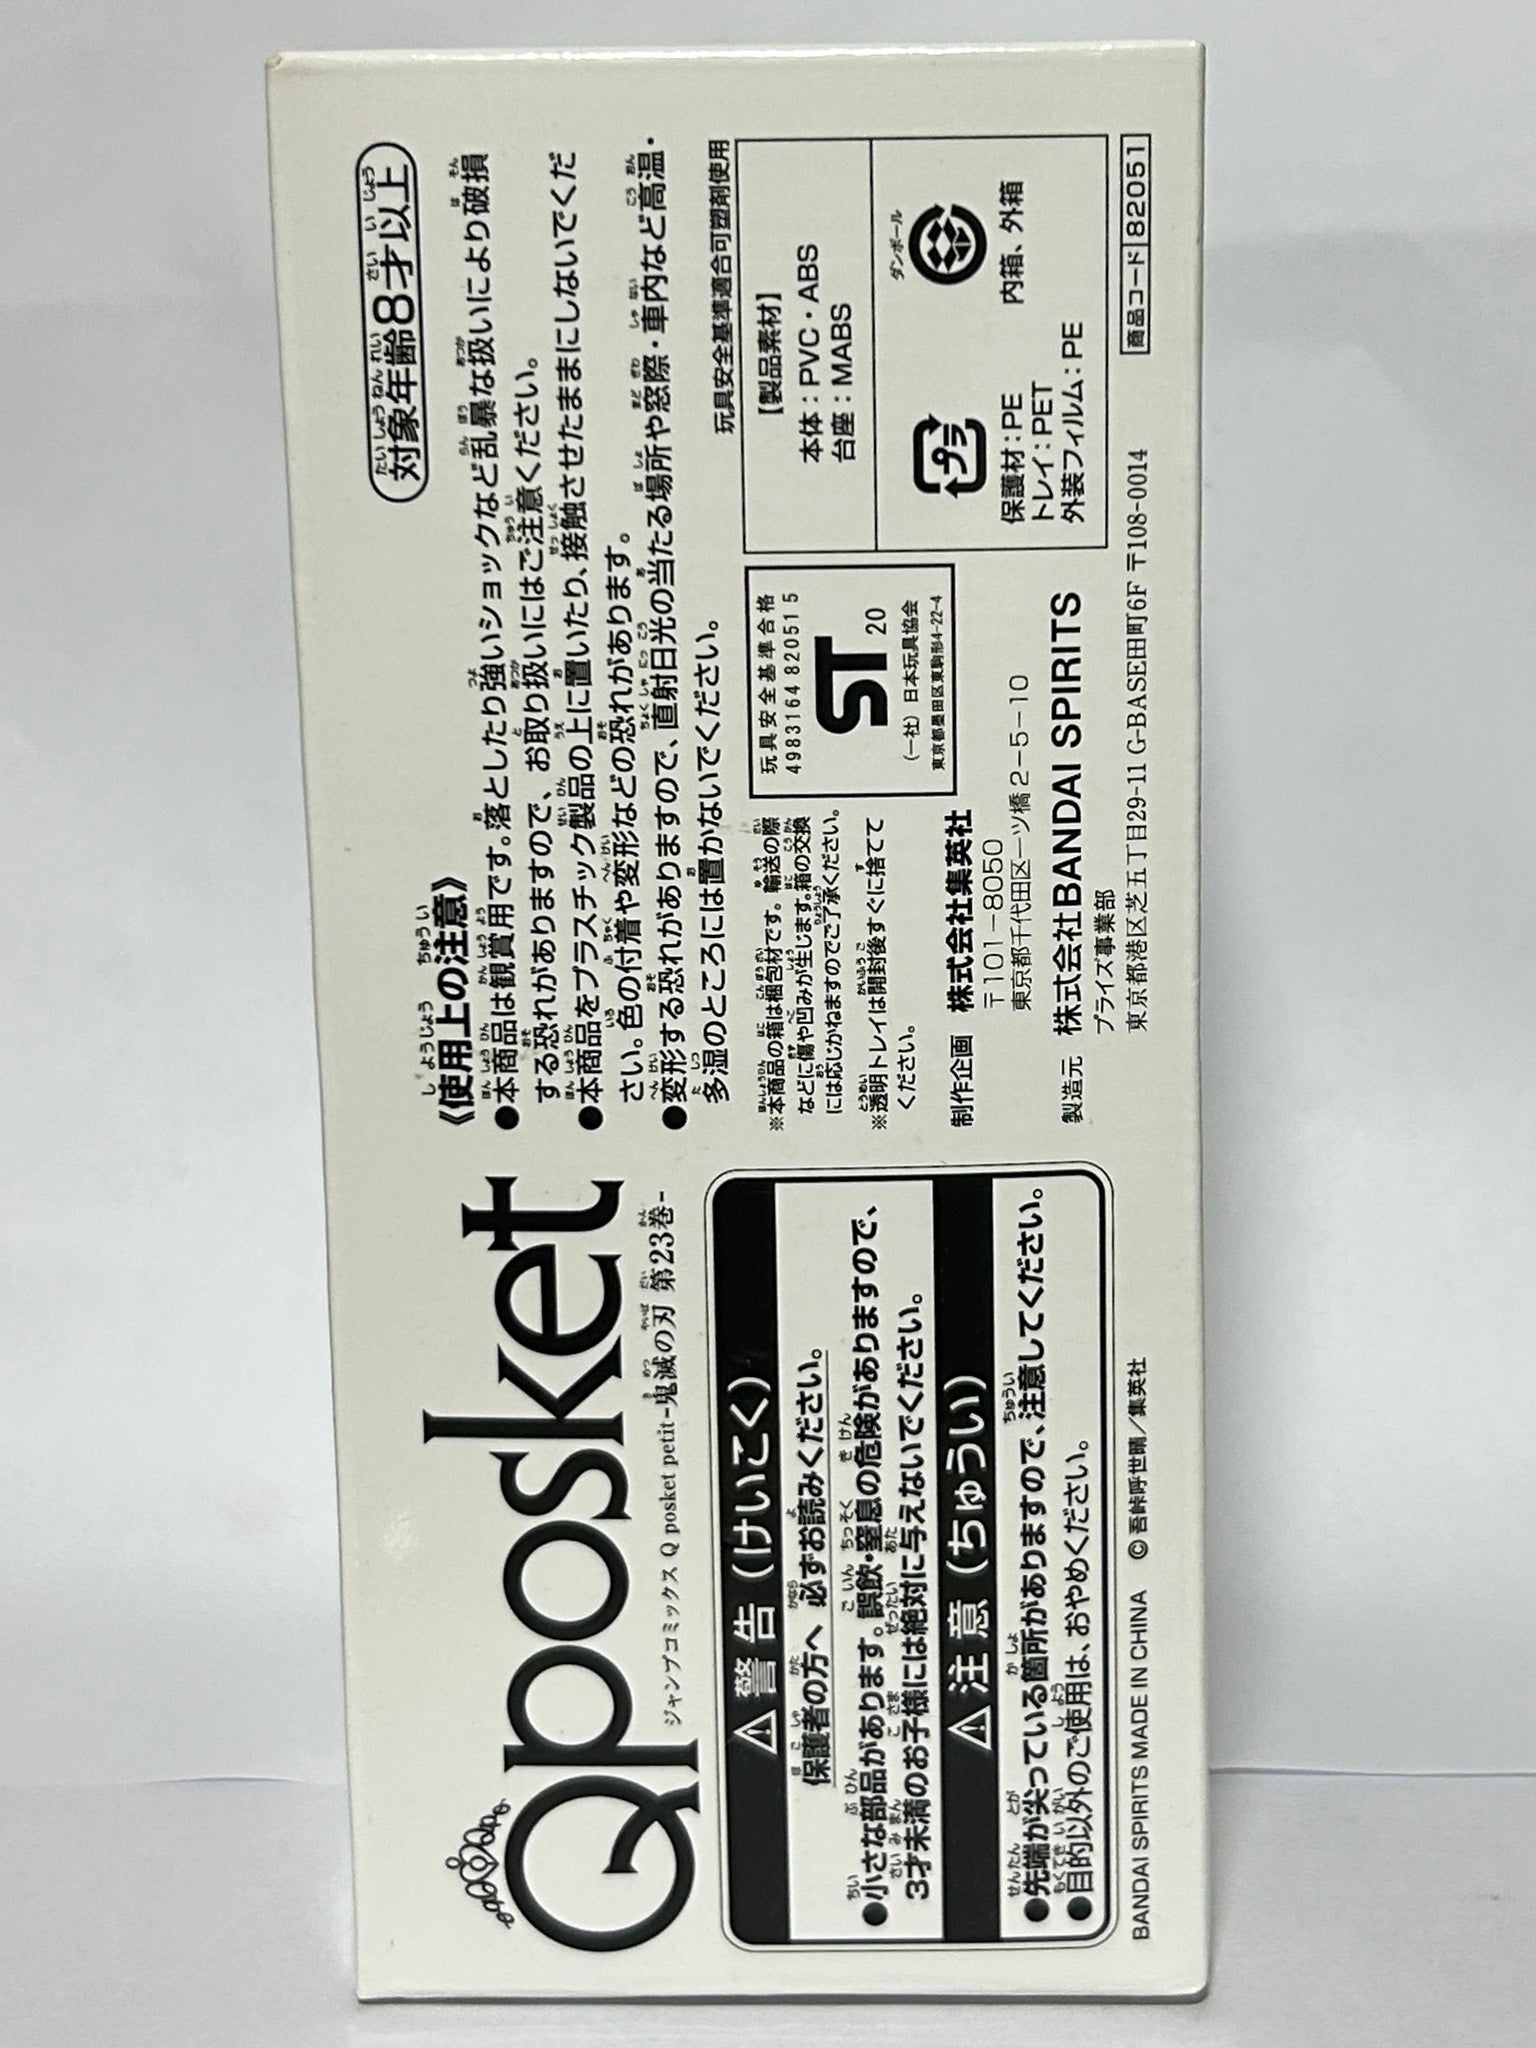 Qposket
ジャンプコミックス Q posket petit-鬼滅の刃 第23巻-
⚠警告(けいこく)
保護者の方へ 必ずお読みください。
●小さな部品があります。誤飲・窒息の危険がありますので、
3才未満のお子様には絶対に与えないでください。
⚠注意(ちゅうい)
●先端が尖っている箇所がありますので、注意してください。
●目的以外のご使用は、おやめください。
BANDAI SPIRITS MADE IN CHINA ©吾峠呼世晴/集英社
対象年齢8才以上
《使用上の注意》
●本商品は観賞用です。落としたり強いショックなど乱暴な扱いにより破損
する恐れがありますので、お取り扱いにはご注意ください。
●本商品をプラスチック製品の上に置いたり、接触させたままにしないでくだ
さい。色の付着や変形などの恐れがあります。
●変形する恐れがありますので、直射日光の当たる場所や窓際・車内など高温・
多湿のところには置かないでください。
※本商品の箱は梱包材です。輸送の際
などに傷や凹みが生じます。箱の交換
には応じかねますのでご了承ください。
※透明トレイは開封後すぐに捨てて
ください。
玩具安全基準合格
4983164 820515
ST
20
(一社)日本玩具協会
東京都墨田区東駒形4-22-4
玩具安全基準適合可塑剤使用
【製品素材】
本体:PVC・ABS
台座:MABS
プラ
保護材:PE
トレイ:PET
外装フィルム:PE
ダンボール
内箱、外箱
制作企画 株式会社集英社
〒101-8050
東京都千代田区一ツ橋2-5-10
製造元 株式会社BANDAI SPIRITS
プライズ事業部
東京都港区芝五丁目29-11 G-BASE田町6F 〒108-0014
商品コード 82051